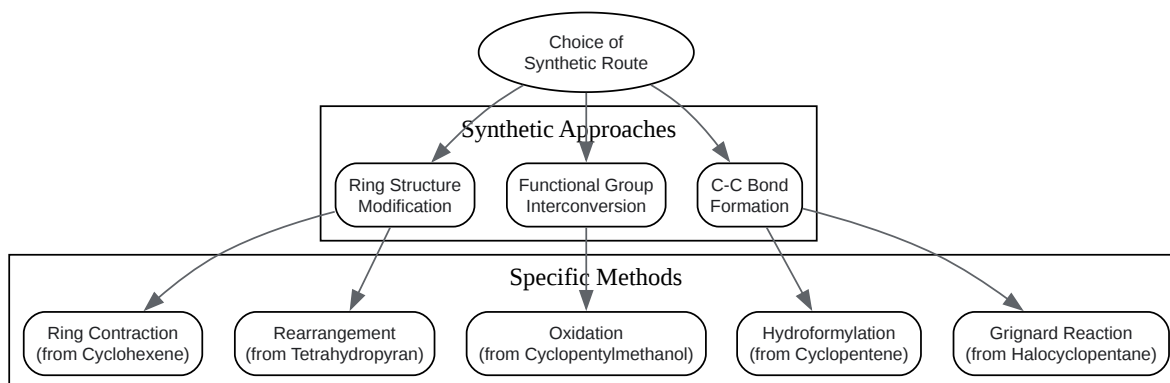 Choice of
Synthetic Route
Synthetic Approaches
Ring Structure
Modification
Functional Group
Interconversion
C-C Bond
Formation
Specific Methods
Ring Contraction
(from Cyclohexene)
Rearrangement
(from Tetrahydropyran)
Oxidation
(from Cyclopentylmethanol)
Hydroformylation
(from Cyclopentene)
Grignard Reaction
(from Halocyclopentane)